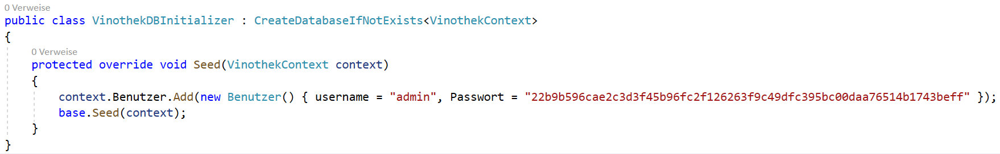 0 Verweise
public class VinothekDBInitializer : CreateDatabaseIfNotExists<VinothekContext>
{
0 Verweise
protected override void Seed(VinothekContext context)
{
context.Benutzer.Add(new Benutzer() { username = "admin", Passwort = "22b9b596cae2c3d3f45b96fc2f126263f9c49dfc395bc00daa76514b1743beff" });
base.Seed(context);
}
}